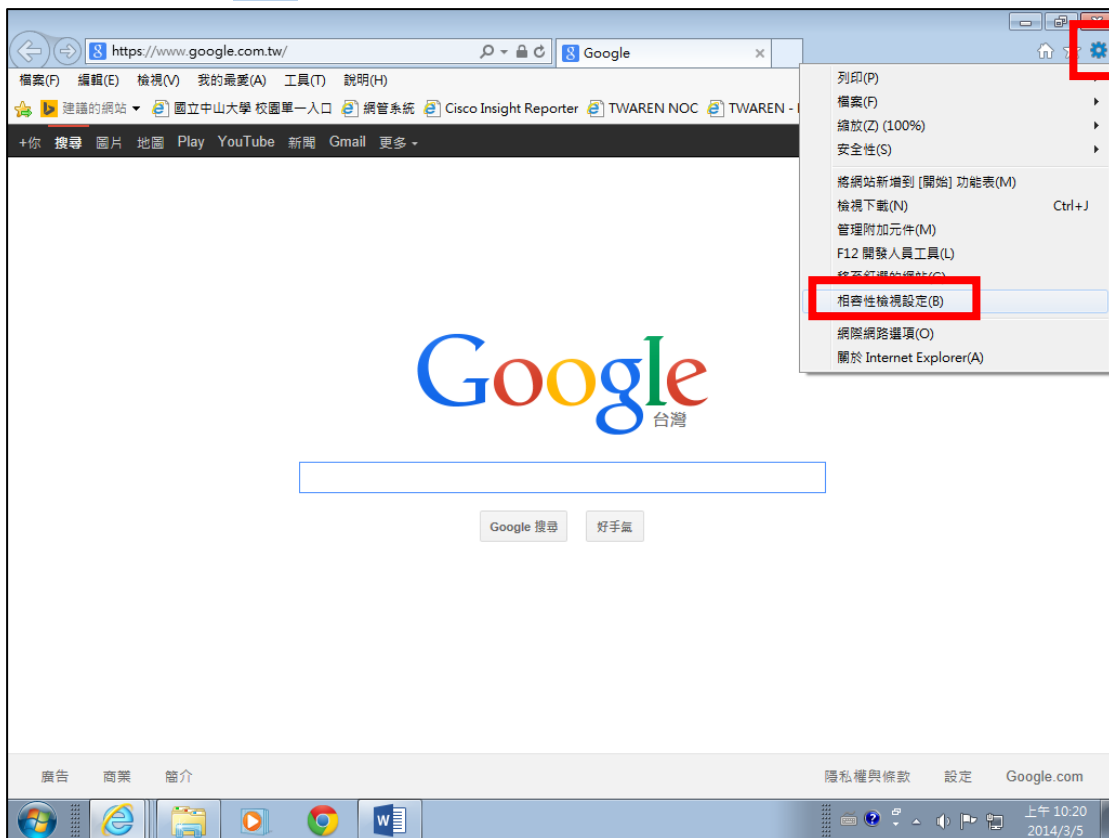 https://www.google.com.tw/
Google
檔案(F) 編輯(E) 檢視(V) 我的最愛(A) 工具(T) 說明(H)
建議的網站 國立中山大學 校園單一入口 網管系統 Cisco Insight Reporter TWAREN NOC TWAREN -
+你 搜尋 圖片 地圖 Play YouTube 新聞 Gmail 更多
列印(P)
檔案(F)
縮放(Z) (100%)
安全性(S)
將網站新增到 [開始] 功能表(M)
檢視下載(N) Ctrl+J
管理附加元件(M)
F12 開發人員工具(L)
移至釘選的網站(G)
相容性檢視設定(B)
網際網路選項(O)
關於 Internet Explorer(A)
Google
台灣
Google 搜尋 好手氣
廣告 商業 簡介 隱私權與條款 設定 Google.com
上午 10:20
2014/3/5